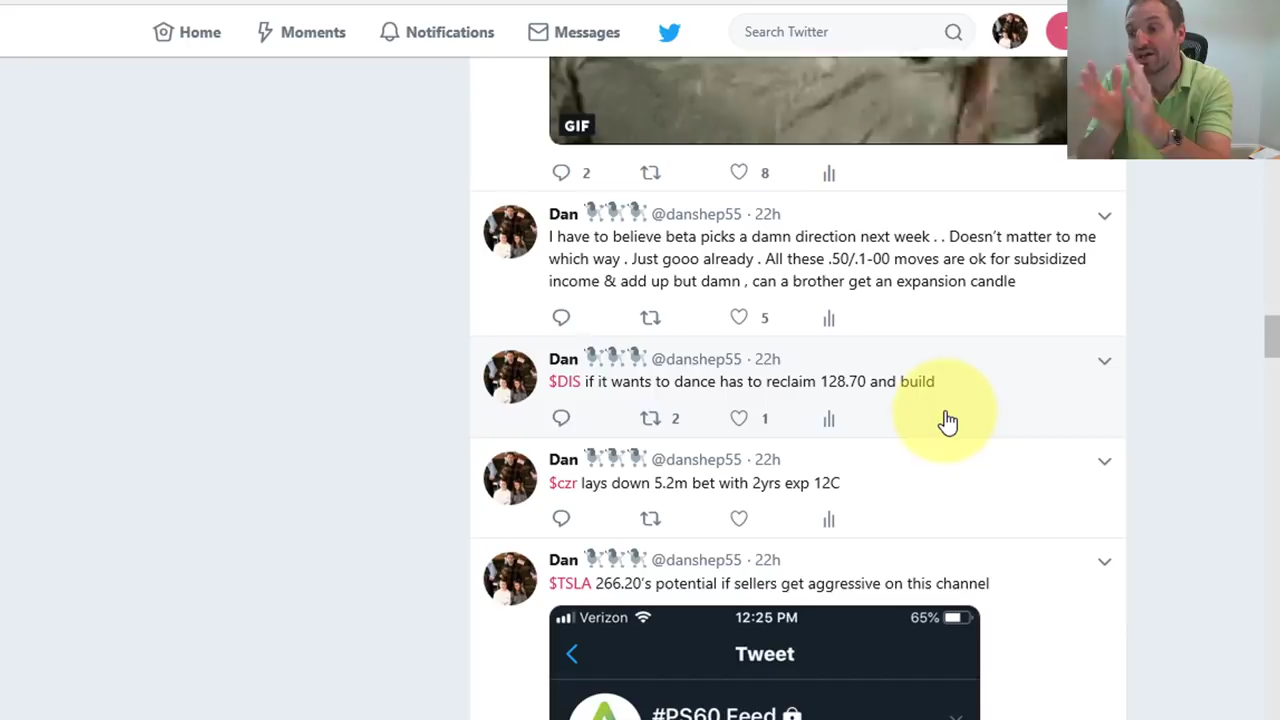 Home Moments Notifications Messages Search Twitter
GIF
2 8
Dan @danshep55 · 22h
I have to believe beta picks a damn direction next week . . Doesn't matter to me
which way . Just gooo already . All these .50/.1-00 moves are ok for subsidized
income & add up but damn , can a brother get an expansion candle
5
Dan @danshep55 · 22h
$DIS if it wants to dance has to reclaim 128.70 and build
2 1
Dan @danshep55 · 22h
$czr lays down 5.2m bet with 2yrs exp 12C
Dan @danshep55 · 22h
$TSLA 266.20's potential if sellers get aggressive on this channel
Verizon 12:25 PM 65%
Tweet
#PS60 Feed